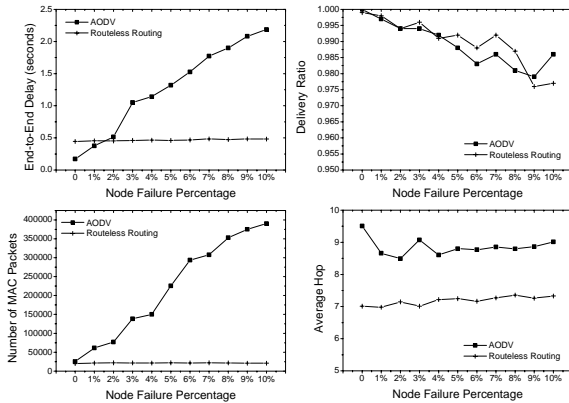 2.5
2.0
1.5
1.0
0.5
0.0
End-to-End Delay (seconds)
AODV
Routeless Routing
0 1% 2% 3% 4% 5% 6% 7% 8% 9% 10%
Node Failure Percentage
1.000
0.995
0.990
0.985
0.980
0.975
0.970
0.965
0.960
0.955
0.950
Delivery Ratio
AODV
Routeless Routing
0 1% 2% 3% 4% 5% 6% 7% 8% 9% 10%
Node Failure Percentage
400000
350000
300000
250000
200000
150000
100000
50000
0
Number of MAC Packets
AODV
Routeless Routing
0 1% 2% 3% 4% 5% 6% 7% 8% 9% 10%
Node Failure Percentage
11
10
9
8
7
6
5
Average Hop
AODV
Routeless Routing
0 1% 2% 3% 4% 5% 6% 7% 8% 9% 10%
Node Failure Percentage